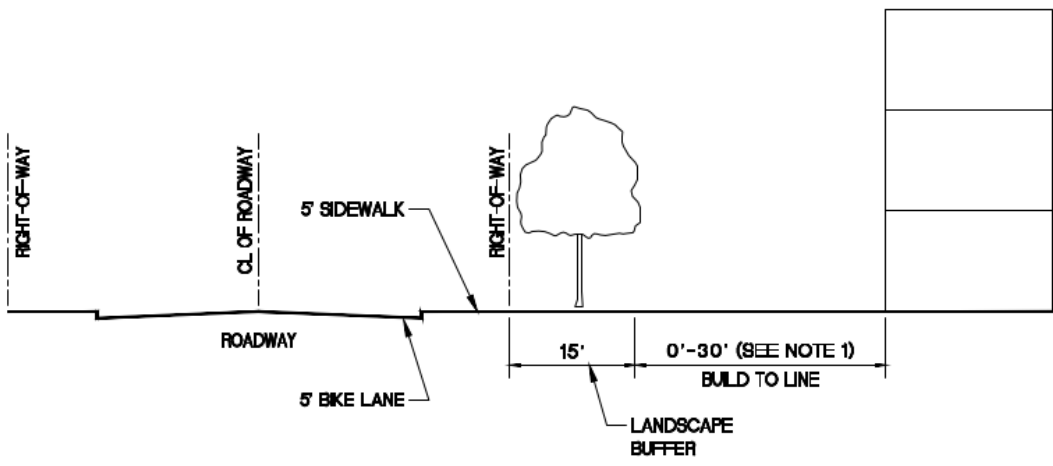 RIGHT-OF-WAY
CL OF ROADWAY
RIGHT-OF-WAY
5' SIDEWALK
ROADWAY
5' BIKE LANE
15'
0'-30' (SEE NOTE 1)
BUILD TO LINE
LANDSCAPE
BUFFER